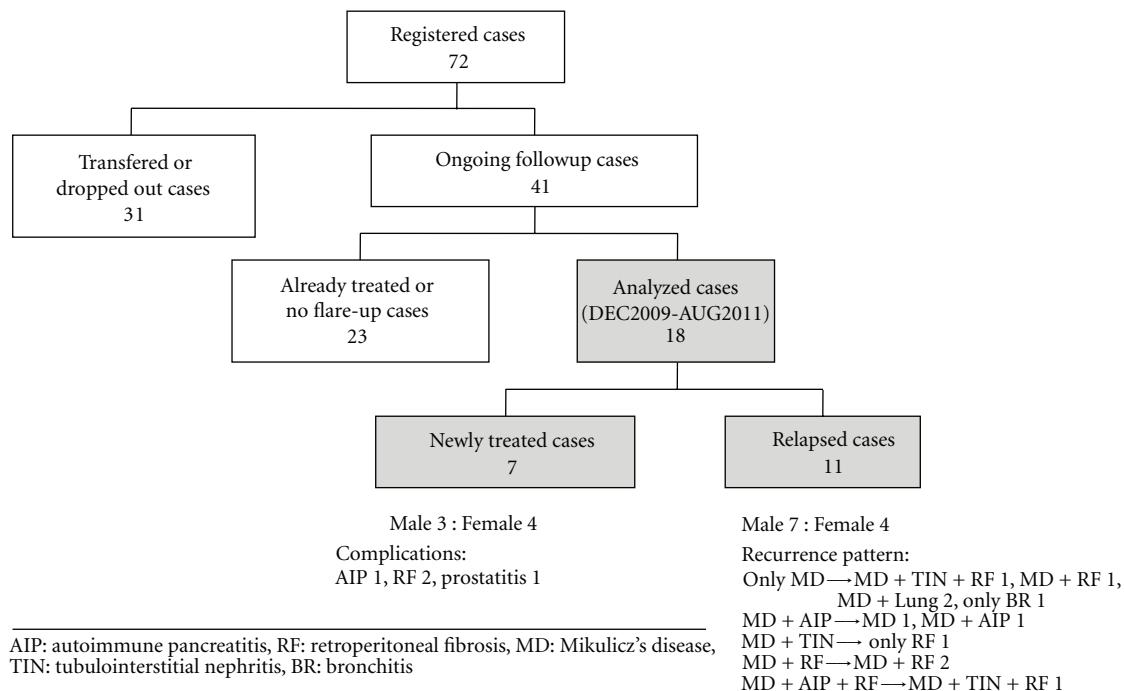 Registered cases
72
Transfered or
dropped out cases
31
Ongoing followup cases
41
Already treated or
no flare-up cases
23
Analyzed cases
(DEC2009-AUG2011)
18
Newly treated cases
7
Relapsed cases
11
Male 3 : Female 4
Complications:
AIP 1, RF 2, prostatitis 1
Male 7 : Female 4
Recurrence pattern:
Only MD⟶MD + TIN + RF 1, MD + RF 1,
MD + Lung 2, only BR 1
MD + AIP⟶MD 1, MD + AIP 1
MD + TIN⟶ only RF 1
MD + RF⟶MD + RF 2
MD + AIP + RF⟶MD + TIN + RF 1
AIP: autoimmune pancreatitis, RF: retroperitoneal fibrosis, MD: Mikulicz's disease,
TIN: tubulointerstitial nephritis, BR: bronchitis